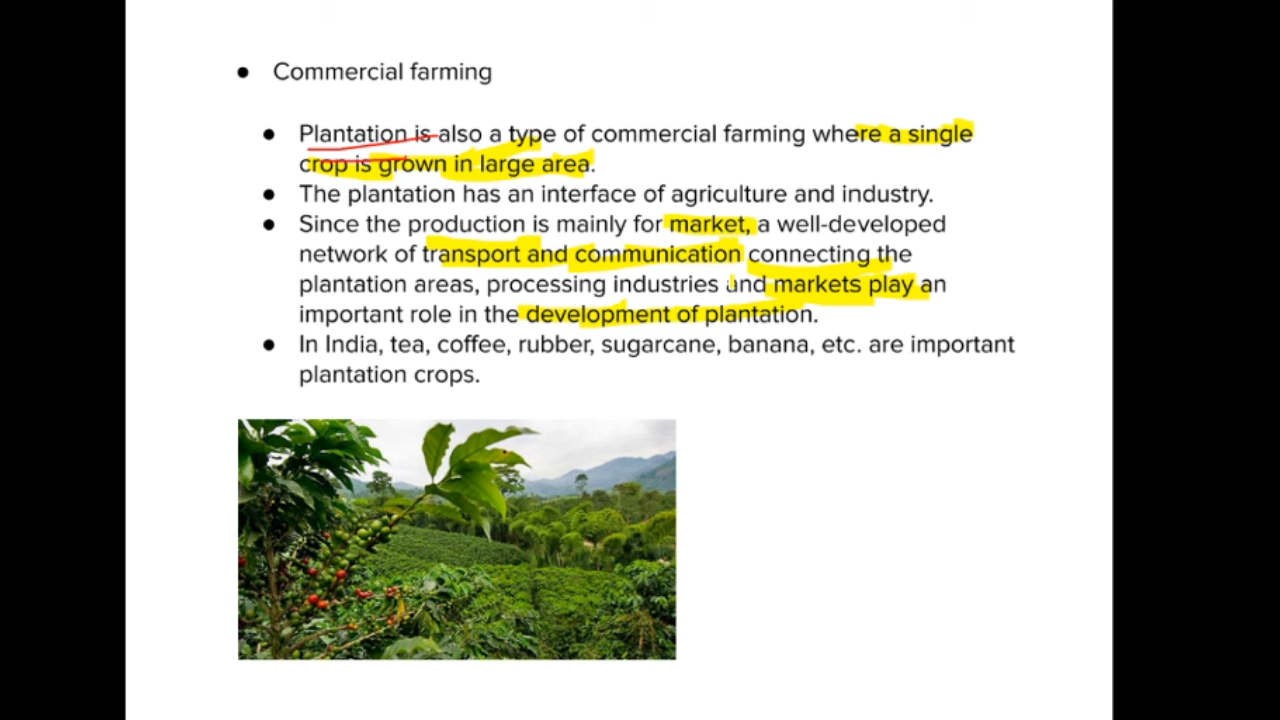 ● Commercial farming
● Plantation is also a type of commercial farming where a single
crop is grown in large area.
● The plantation has an interface of agriculture and industry.
● Since the production is mainly for market, a well-developed
network of transport and communication connecting the
plantation areas, processing industries and markets play an
important role in the development of plantation.
● In India, tea, coffee, rubber, sugarcane, banana, etc. are important
plantation crops.